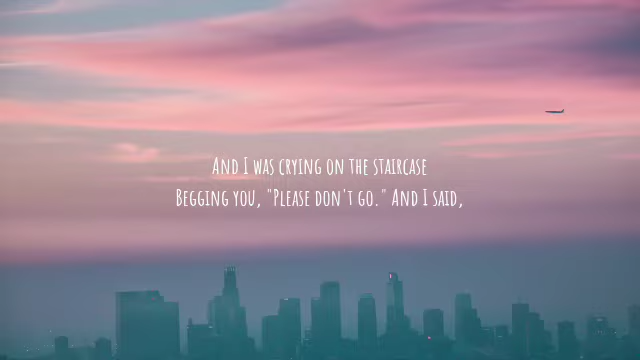 And I was crying on the staircase
Begging you, "Please don't go." And I said,